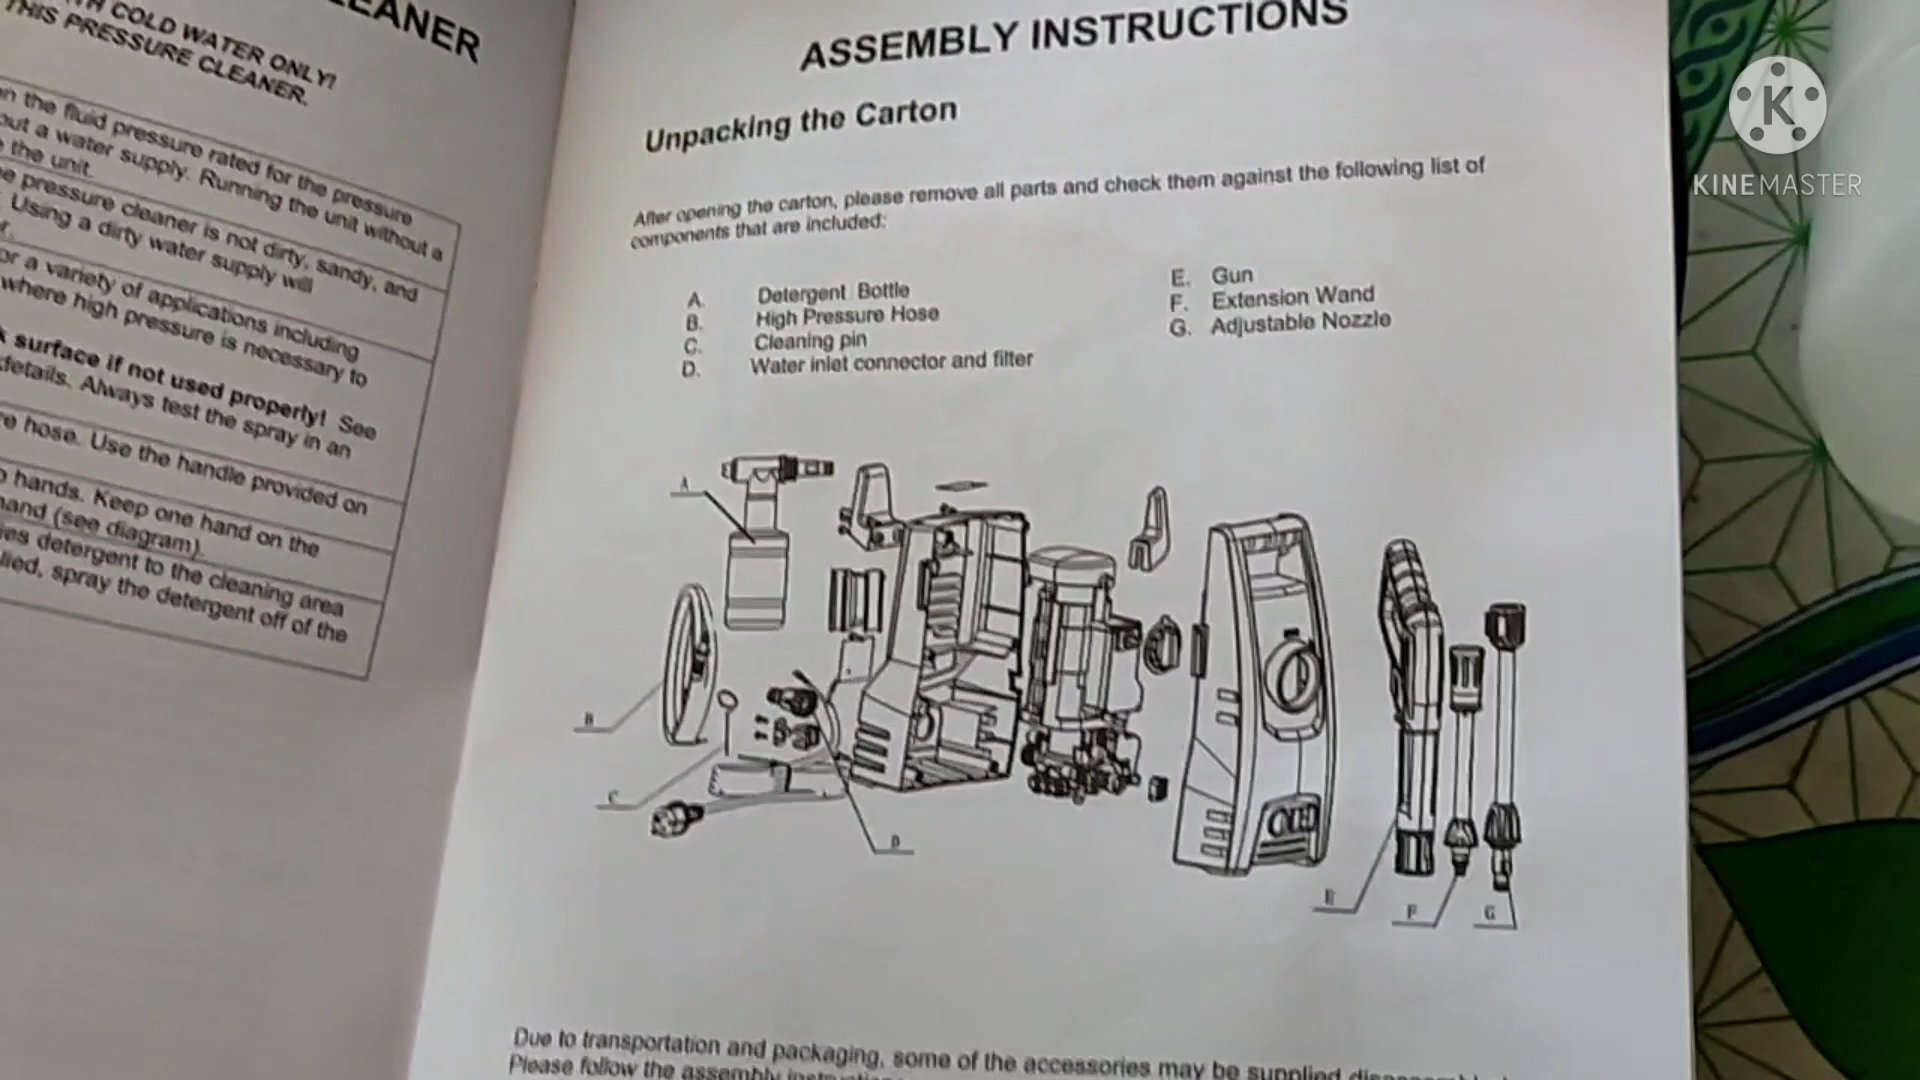 EANER
TH COLD WATER ONLY!
THIS PRESSURE CLEANER.
the fluid pressure rated for the pressure
out a water supply. Running the unit without a
the unit.
pressure cleaner is not dirty, sandy, and
Using a dirty water supply will
or a variety of applications including
where high pressure is necessary to
surface if not used properly! See
details. Always test the spray in an
hose. Use the handle provided on
hands. Keep one hand on the
hand (see diagram).
detergent to the cleaning area
lied, spray the detergent off of the
ASSEMBLY INSTRUCTIONS
Unpacking the Carton
After opening the carton, please remove all parts and check them against the following list of
components that are included:
A. Detergent Bottle
B. High Pressure Hose
C. Cleaning pin
D. Water inlet connector and filter
E. Gun
F. Extension Wand
G. Adjustable Nozzle
A
B
C
D
E
F
G
Due to transportation and packaging, some of the accessories may be supplied
Please follow the assembly
K
KINEMASTER